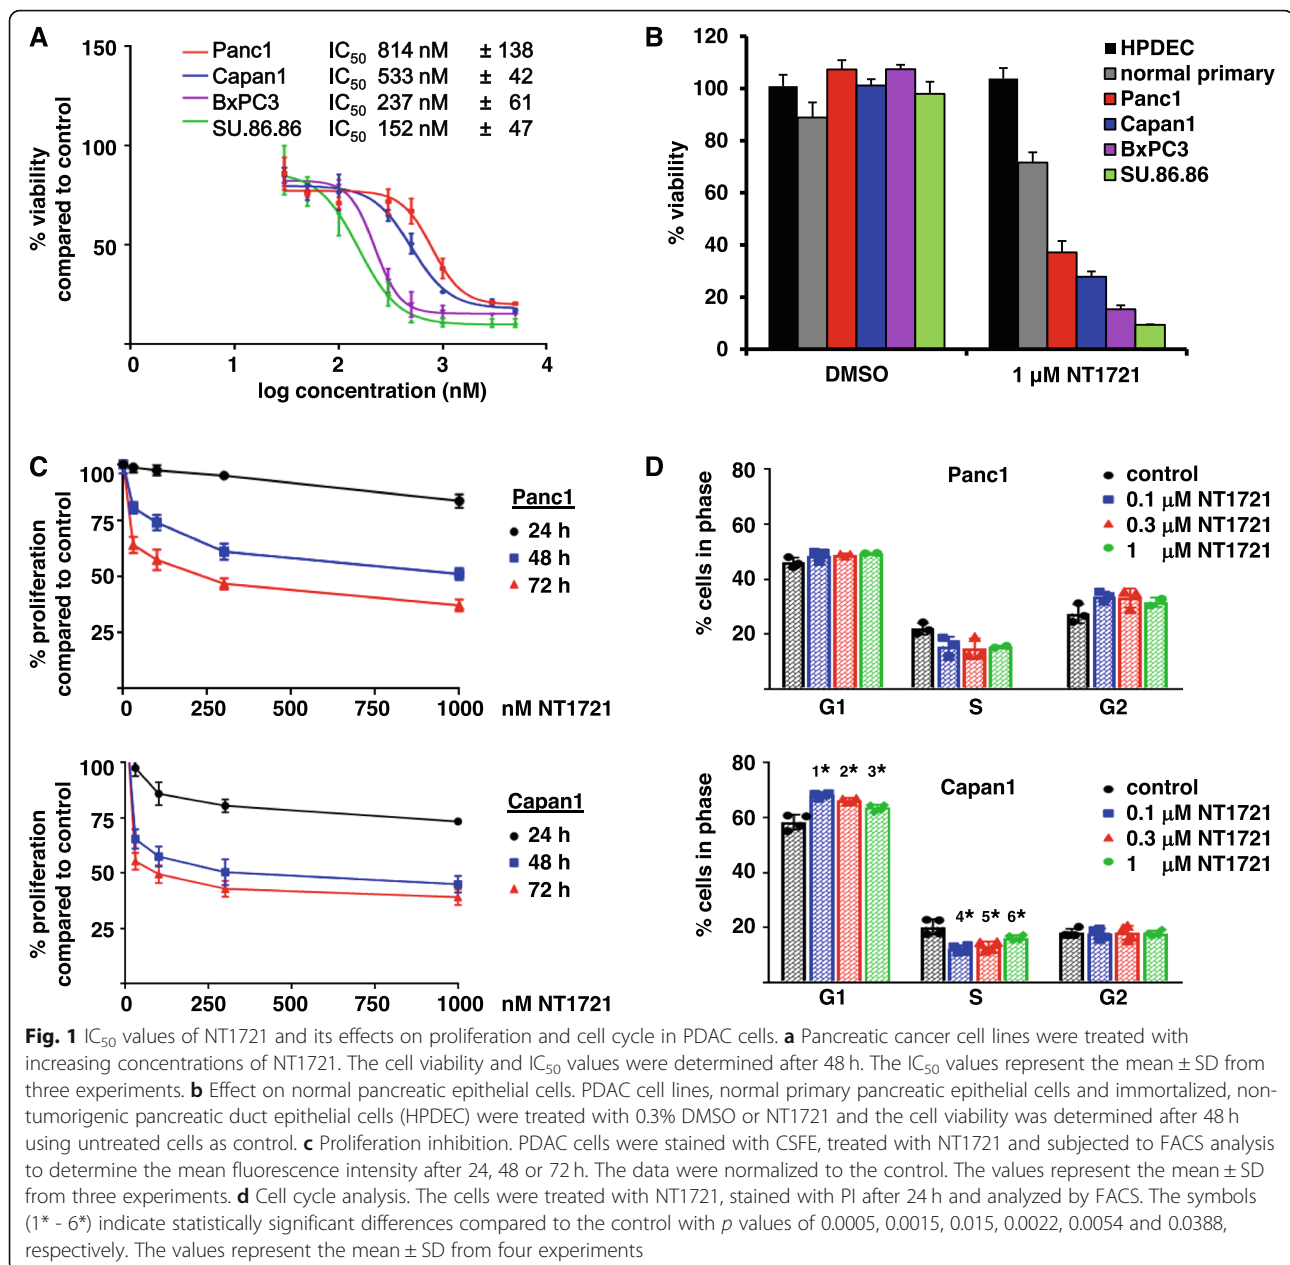 A
150
100
50
% viability
compared to control
Panc1 IC50 814 nM ± 138
Capan1 IC50 533 nM ± 42
BxPC3 IC50 237 nM ± 61
SU.86.86 IC50 152 nM ± 47
0 1 2 3 4
log concentration (nM)
B
120
100
80
60
40
20
0
% viability
HPDEC
normal primary
Panc1
Capan1
BxPC3
SU.86.86
DMSO 1 µM NT1721
C
100
75
50
25
% proliferation
compared to control
Panc1
24 h
48 h
72 h
0 250 500 750 1000 nM NT1721
100
75
50
25
% proliferation
compared to control
Capan1
24 h
48 h
72 h
0 250 500 750 1000 nM NT1721
D
80
60
40
20
% cells in phase
Panc1
control
0.1 µM NT1721
0.3 µM NT1721
1 µM NT1721
G1 S G2
80
60
40
20
% cells in phase
Capan1
1* 2* 3*
4* 5* 6*
control
0.1 µM NT1721
0.3 µM NT1721
1 µM NT1721
G1 S G2
Fig. 1 IC50 values of NT1721 and its effects on proliferation and cell cycle in PDAC cells. a Pancreatic cancer cell lines were treated with
increasing concentrations of NT1721. The cell viability and IC50 values were determined after 48 h. The IC50 values represent the mean ± SD from
three experiments. b Effect on normal pancreatic epithelial cells. PDAC cell lines, normal primary pancreatic epithelial cells and immortalized, non-
tumorigenic pancreatic duct epithelial cells (HPDEC) were treated with 0.3% DMSO or NT1721 and the cell viability was determined after 48 h
using untreated cells as control. c Proliferation inhibition. PDAC cells were stained with CSFE, treated with NT1721 and subjected to FACS analysis
to determine the mean fluorescence intensity after 24, 48 or 72 h. The data were normalized to the control. The values represent the mean ± SD
from three experiments. d Cell cycle analysis. The cells were treated with NT1721, stained with PI after 24 h and analyzed by FACS. The symbols
(1* - 6*) indicate statistically significant differences compared to the control with p values of 0.0005, 0.0015, 0.015, 0.0022, 0.0054 and 0.0388,
respectively. The values represent the mean ± SD from four experiments